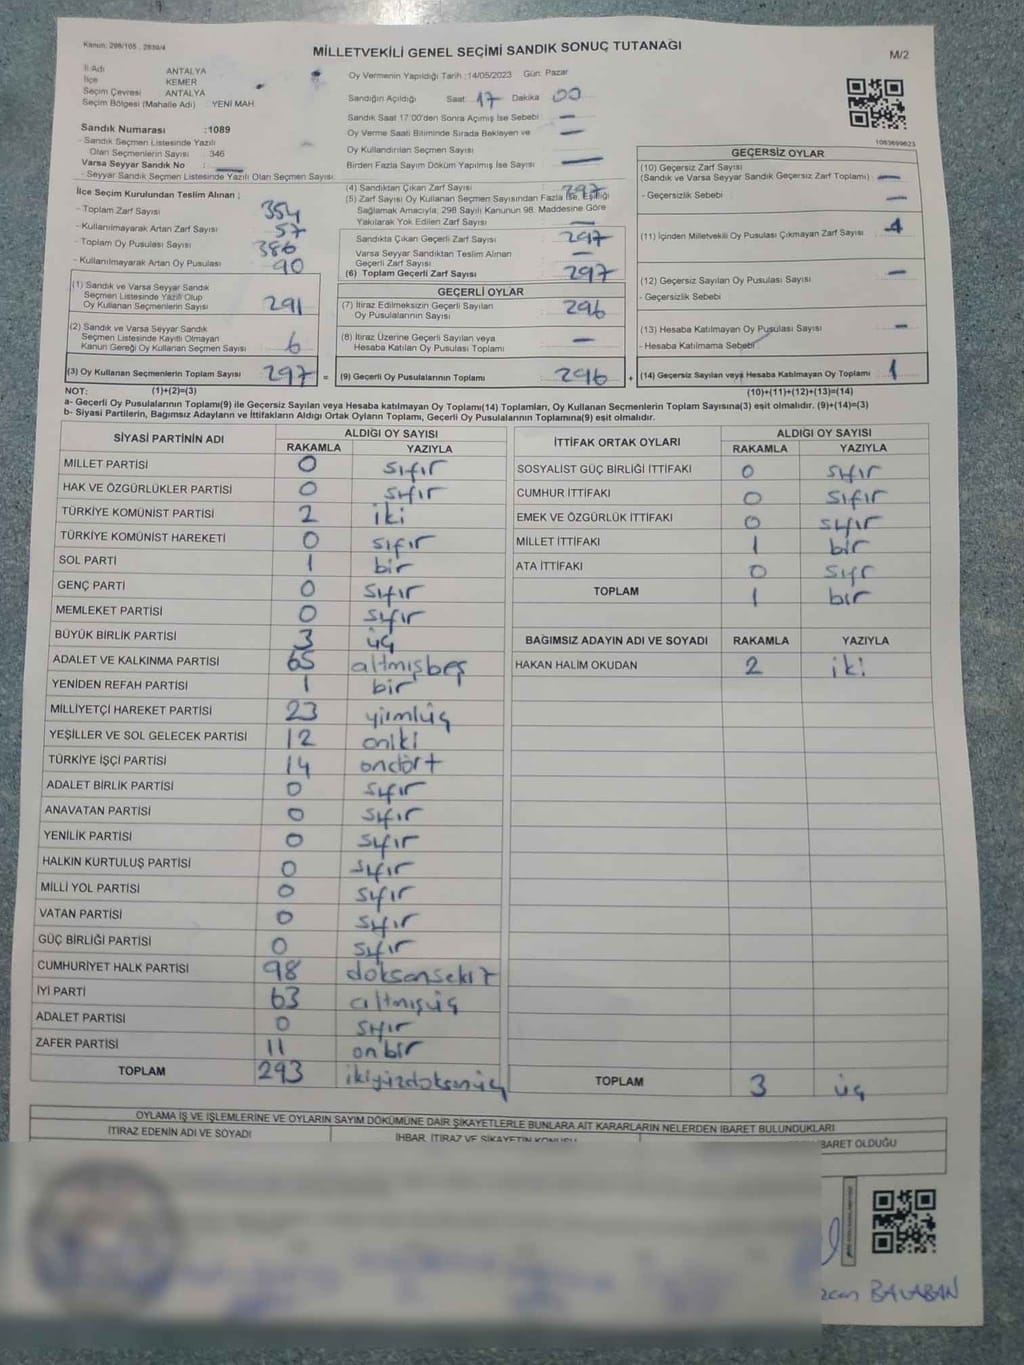 Kanun: 298/105 , 2839/4
MİLLETVEKİLİ GENEL SEÇİMİ SANDIK SONUÇ TUTANAĞI
M/2
İl Adı ANTALYA
İlçe KEMER
Seçim Çevresi ANTALYA
Seçim Bölgesi (Mahalle Adı) YENİ MAH
Sandık Numarası :1089
- Sandık Seçmen Listesinde Yazılı
Olan Seçmenlerin Sayısı : 346
Varsa Seyyar Sandık No :
- Seyyar Sandık Seçmen Listesinde Yazılı Olan Seçmen Sayısı:
Oy Vermenin Yapıldığı Tarih :14/05/2023 Gün: Pazar
Sandığın Açıldığı Saat 17 Dakika 00
Sandık Saat 17:00'den Sonra Açımış İse Sebebi : —
Oy Verme Saati Bitiminde Sırada Bekleyen ve : —
Oy Kullandırılan Seçmen Sayısı
Birden Fazla Sayım Döküm Yapılmış İse Sayısı : —
1083699623
İlçe Seçim Kurulundan Teslim Alınan ;
- Toplam Zarf Sayısı : 354
- Kullanılmayarak Artan Zarf Sayısı : 57
- Toplam Oy Pusulası Sayısı : 386
- Kullanılmayarak Artan Oy Pusulası : 90
(1) Sandık ve Varsa Seyyar Sandık
Seçmen Listesinde Yazılı Olup
Oy Kullanan Seçmenlerin Sayısı : 291
(2) Sandık ve Varsa Seyyar Sandık
Seçmen Listesinde Kayıtlı Olmayan
Kanun Gereği Oy Kullanan Seçmen Sayısı : 6
(3) Oy Kullanan Seçmenlerin Toplam Sayısı : 297 =
(4) Sandıktan Çıkan Zarf Sayısı : 297
(5) Zarf Sayısı Oy Kullanan Seçmen Sayısından Fazla İse, Eşitliği
Sağlamak Amacıyla; 298 Sayılı Kanunun 98. Maddesine Göre
Yakılarak Yok Edilen Zarf Sayısı : —
Sandıkta Çıkan Geçerli Zarf Sayısı : 297
Varsa Seyyar Sandıktan Teslim Alınan
Geçerli Zarf Sayısı : —
(6) Toplam Geçerli Zarf Sayısı : 297
GEÇERLİ OYLAR
(7) İtiraz Edilmeksizin Geçerli Sayılan
Oy Pusulalarının Sayısı : 296
(8) İtiraz Üzerine Geçerli Sayılan veya
Hesaba Katılan Oy Pusulası Toplamı : —
(9) Geçerli Oy Pusulalarının Toplamı : 296 +
GEÇERSİZ OYLAR
(10) Geçersiz Zarf Sayısı
(Sandık ve Varsa Seyyar Sandık Geçersiz Zarf Toplamı) : —
- Geçersizlik Sebebi : —
(11) İçinden Milletvekili Oy Pusulası Çıkmayan Zarf Sayısı :
(12) Geçersiz Sayılan Oy Pusulası Sayısı : —
- Geçersizlik Sebebi :
(13) Hesaba Katılmayan Oy Pusulası Sayısı : —
- Hesaba Katılmama Sebebi :
(14) Geçersiz Sayılan veya Hesaba Katılmayan Oy Toplamı : 1
NOT: (1)+(2)=(3) (10)+(11)+(12)+(13)=(14)
a- Geçerli Oy Pusulalarının Toplamı(9) ile Geçersiz Sayılan veya Hesaba katılmayan Oy Toplamı(14) Toplamları, Oy Kullanan Seçmenlerin Toplam Sayısına(3) eşit olmalıdır. (9)+(14)=(3)
b- Siyasi Partilerin, Bağımsız Adayların ve İttifakların Aldığı Ortak Oyların Toplamı, Geçerli Oy Pusulalarının Toplamına(9) eşit olmalıdır.
SİYASİ PARTİNİN ADI ALDIĞI OY SAYISI
RAKAMLA YAZIYLA
MİLLET PARTİSİ 0 sıfır
HAK VE ÖZGÜRLÜKLER PARTİSİ 0 sıfır
TÜRKİYE KOMÜNİST PARTİSİ 2 iki
TÜRKİYE KOMÜNİST HAREKETİ 0 sıfır
SOL PARTİ 1 bir
GENÇ PARTİ 0 sıfır
MEMLEKET PARTİSİ 0 sıfır
BÜYÜK BİRLİK PARTİSİ 3 üç
ADALET VE KALKINMA PARTİSİ 65 altmışbeş
YENİDEN REFAH PARTİSİ 1 bir
MİLLİYETÇİ HAREKET PARTİSİ 23 yirmiüç
YEŞİLLER VE SOL GELECEK PARTİSİ 12 oniki
TÜRKİYE İŞÇİ PARTİSİ 14 ondört
ADALET BİRLİK PARTİSİ 0 sıfır
ANAVATAN PARTİSİ 0 sıfır
YENİLİK PARTİSİ 0 sıfır
HALKIN KURTULUŞ PARTİSİ 0 sıfır
MİLLİ YOL PARTİSİ 0 sıfır
VATAN PARTİSİ 0 sıfır
GÜÇ BİRLİĞİ PARTİSİ 0 sıfır
CUMHURİYET HALK PARTİSİ 98 doksansekiz
İYİ PARTİ 63 altmışüç
ADALET PARTİSİ 0 sıfır
ZAFER PARTİSİ 11 onbir
TOPLAM 293 ikiyüzdoksanüç
İTTİFAK ORTAK OYLARI ALDIĞI OY SAYISI
RAKAMLA YAZIYLA
SOSYALİST GÜÇ BİRLİĞİ İTTİFAKI 0 sıfır
CUMHUR İTTİFAKI 0 sıfır
EMEK VE ÖZGÜRLÜK İTTİFAKI 0 sıfır
MİLLET İTTİFAKI 1 bir
ATA İTTİFAKI 0 sıfr
TOPLAM 1 bir
BAĞIMSIZ ADAYIN ADI VE SOYADI RAKAMLA YAZIYLA
HAKAN HALİM OKUDAN 2 iki
TOPLAM 3 üç
OYLAMA İŞ VE İŞLEMLERİNE VE OYLARIN SAYIM DÖKÜMÜNE DAİR ŞİKAYETLERLE BUNLARA AİT KARARLARIN NELERDEN İBARET BULUNDUKLARI
İTİRAZ EDENİN ADI VE SOYADI İHBAR, İTİRAZ VE ŞİKAYETİN KONUSU BARET OLDUĞU
BALABAN